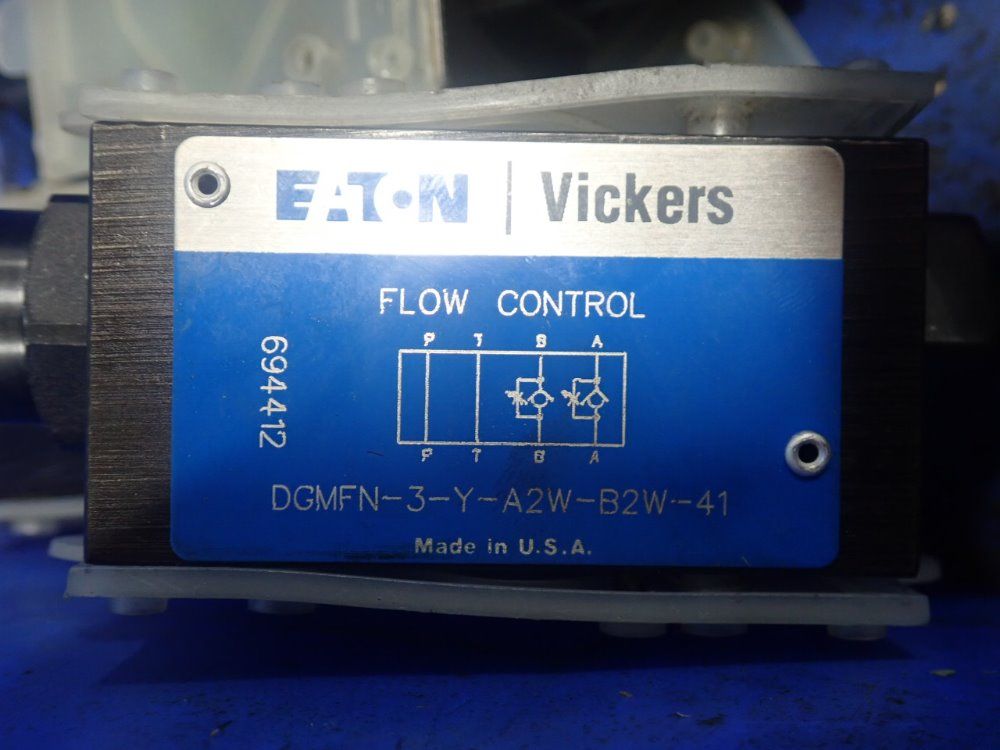 EATON | Vickers
FLOW CONTROL
P T B A
694412
P T B A
DGMFN-3-Y-A2W-B2W-41
Made in U.S.A.